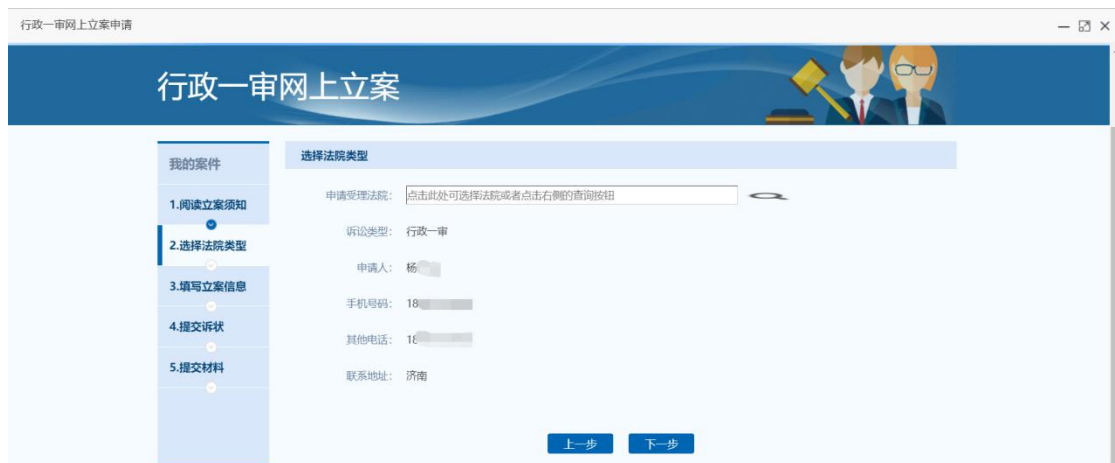 行政一审网上立案申请
行政一审网上立案
我的案件
1.阅读立案须知
2.选择法院类型
3.填写立案信息
4.提交诉状
5.提交材料
选择法院类型
申请受理法院： 点击此处可选择法院或者点击右侧的查询按钮
诉讼类型： 行政一审
申请人： 杨
手机号码： 18
其他电话： 18
联系地址： 济南
上一步 下一步